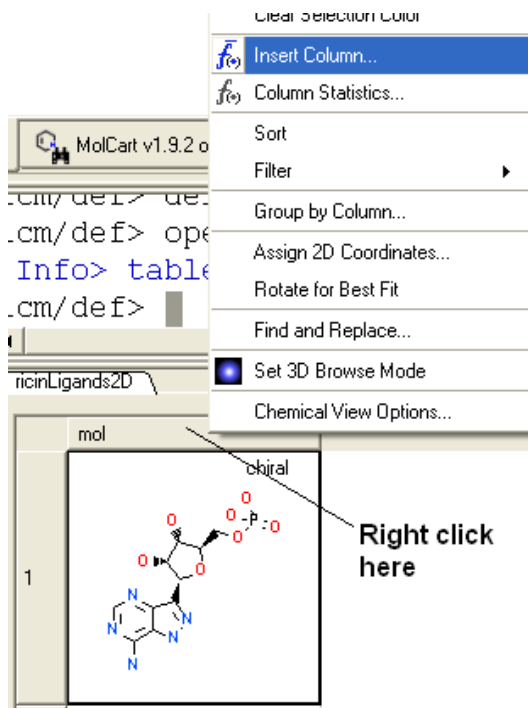 Clear Selection Color
Insert Column...
Column Statistics...
MolCart v1.9.2 o
Sort
Filter
cm/def> def
Group by Column...
cm/def> ope
Assign 2D Coordinates...
Info> table
Rotate for Best Fit
cm/def>
Find and Replace...
Set 3D Browse Mode
ricinLigands2D
Chemical View Options...
mol
chiral
O
O P O
O O
O
O
Right click
here
1
N N
N N
N